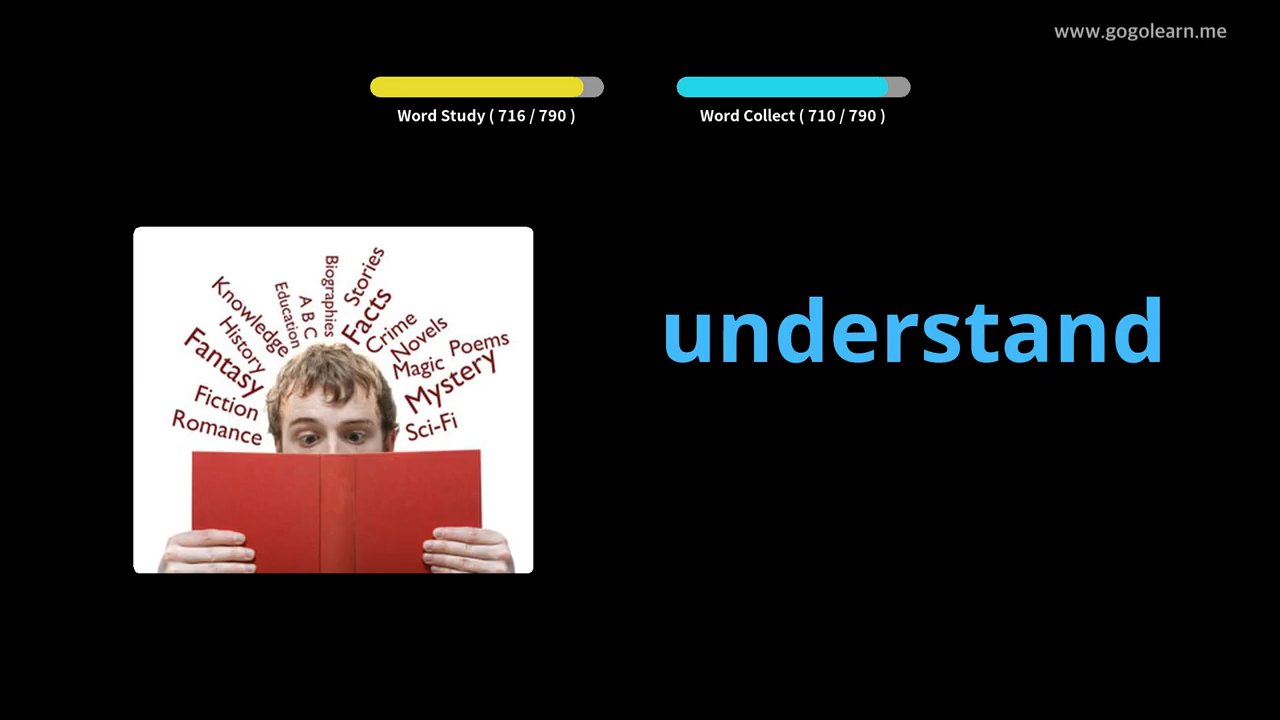 www.gogolearn.me
Word Study ( 716 / 790 )
Word Collect ( 710 / 790 )
understand
Romance
Fiction
Fantasy
History
Knowledge
Education
A B C
Biographies
Stories
Facts
Crime
Novels
Magic
Poems
Mystery
Sci-Fi